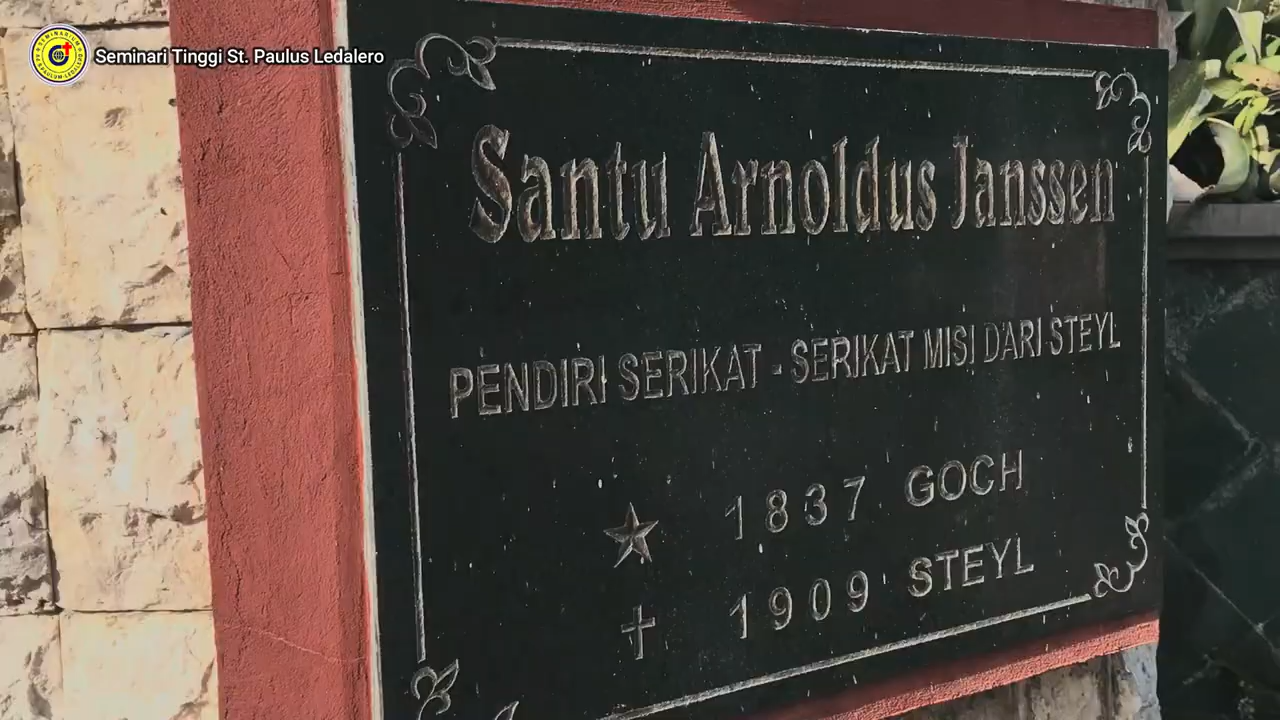 Seminari Tinggi St. Paulus Ledalero
Santu Arnoldus Janssen
PENDIRI SERIKAT - SERIKAT MISI DARI STEYL
1837 GOCH
1909 STEYL